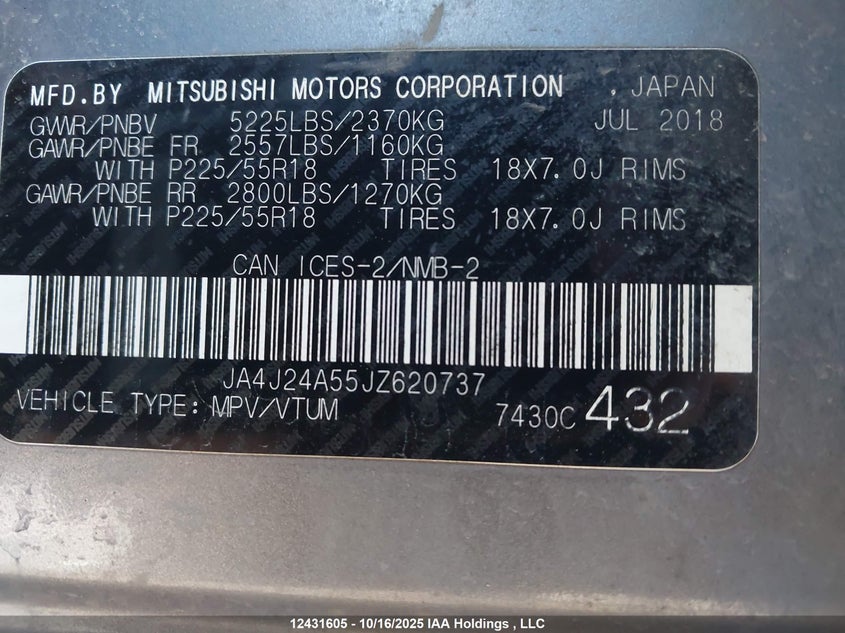 MFD.BY MITSUBISHI MOTORS CORPORATION . JAPAN
GVWR/PNBV 5225LBS/2370KG JUL 2018
GAWR/PNBE FR 2557LBS/1160KG
WITH P225/55R18 TIRES 18X7.0J RIMS
GAWR/PNBE RR 2800LBS/1270KG
WITH P225/55R18 TIRES 18X7.0J RIMS
CAN ICES-2/NMB-2
JA4J24A55JZ620737
VEHICLE TYPE: MPV/VTUM 7430C 432
12431605 - 10/16/2025 IAA Holdings , LLC